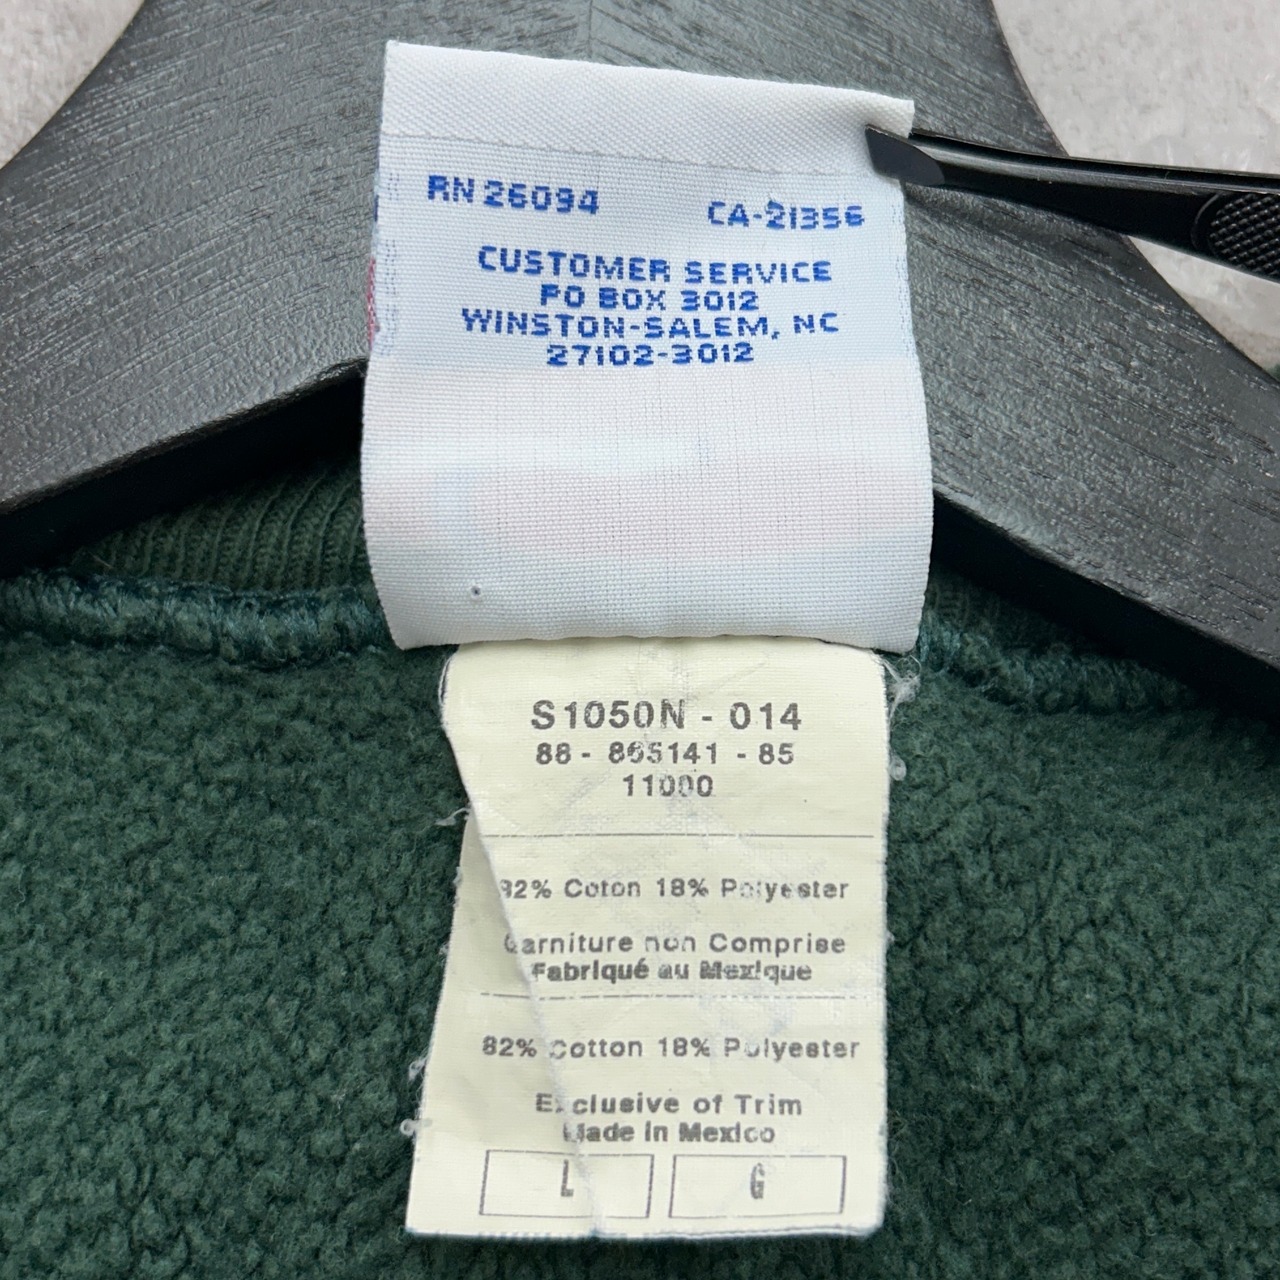 RN 26094 CA-21356
CUSTOMER SERVICE
PO BOX 3012
WINSTON-SALEM, NC
27102-3012
S1050N - 014
88 - 865141 - 85
11000
82% Coton 18% Polyester
Garniture non Comprise
Fabriqué au Mexique
82% Cotton 18% Polyester
Exclusive of Trim
Made in Mexico
L G